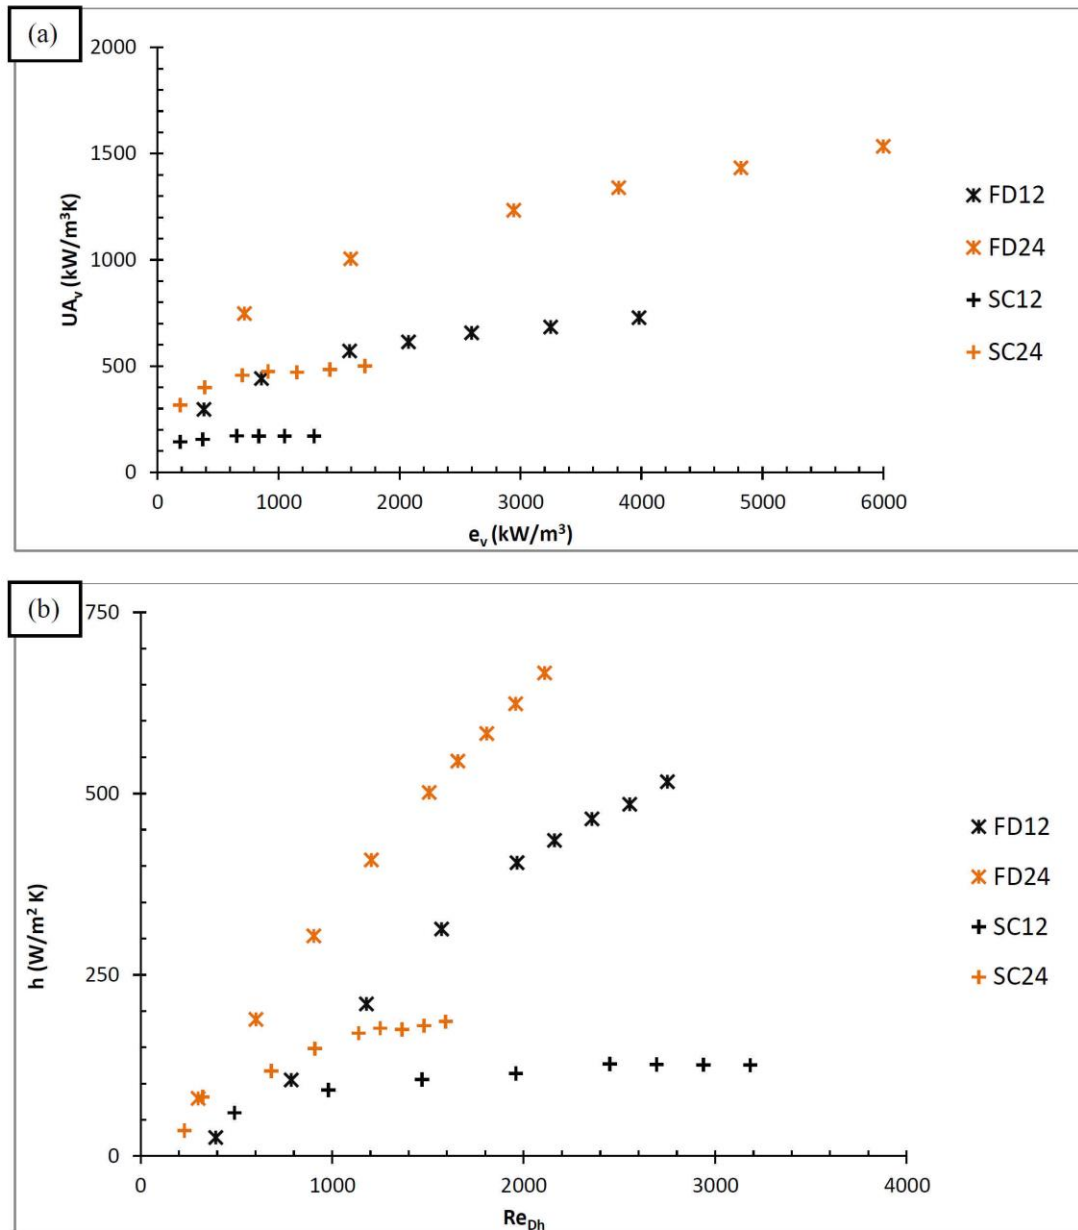 (a)
2000
1500
1000
500
0
UAᵥ (kW/m³K)
0 1000 2000 3000 4000 5000 6000
eᵥ (kW/m³)
FD12
FD24
SC12
SC24
(b)
750
500
250
0
h (W/m² K)
0 1000 2000 3000 4000
Re_Dh
FD12
FD24
SC12
SC24